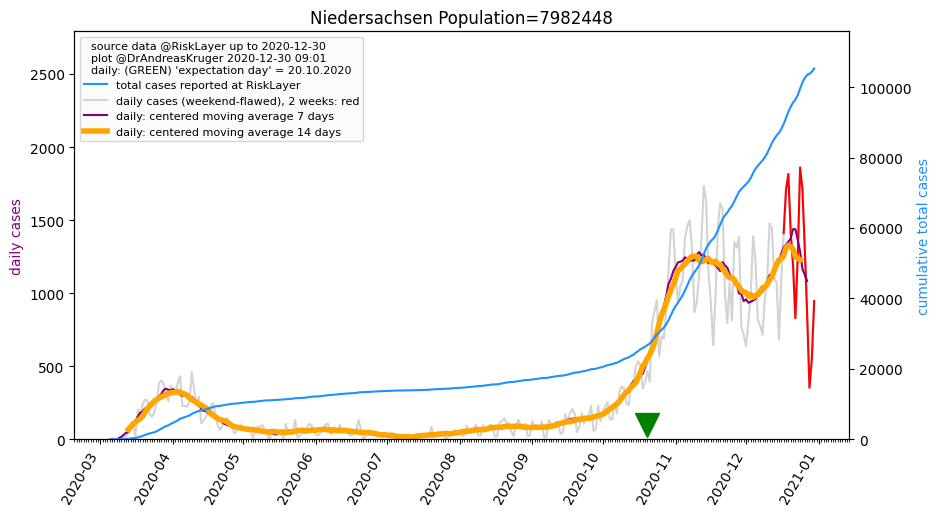 Niedersachsen Population=7982448
source data @RiskLayer up to 2020-12-30
plot @DrAndreasKruger 2020-12-30 09:01
daily: (GREEN) 'expectation day' = 20.10.2020
total cases reported at RiskLayer
daily cases (weekend-flawed), 2 weeks: red
daily: centered moving average 7 days
daily: centered moving average 14 days
daily cases
2500
2000
1500
1000
500
0
100000
80000
60000
40000
20000
0
cumulative total cases
2020-03
2020-04
2020-05
2020-06
2020-07
2020-08
2020-09
2020-10
2020-11
2020-12
2021-01